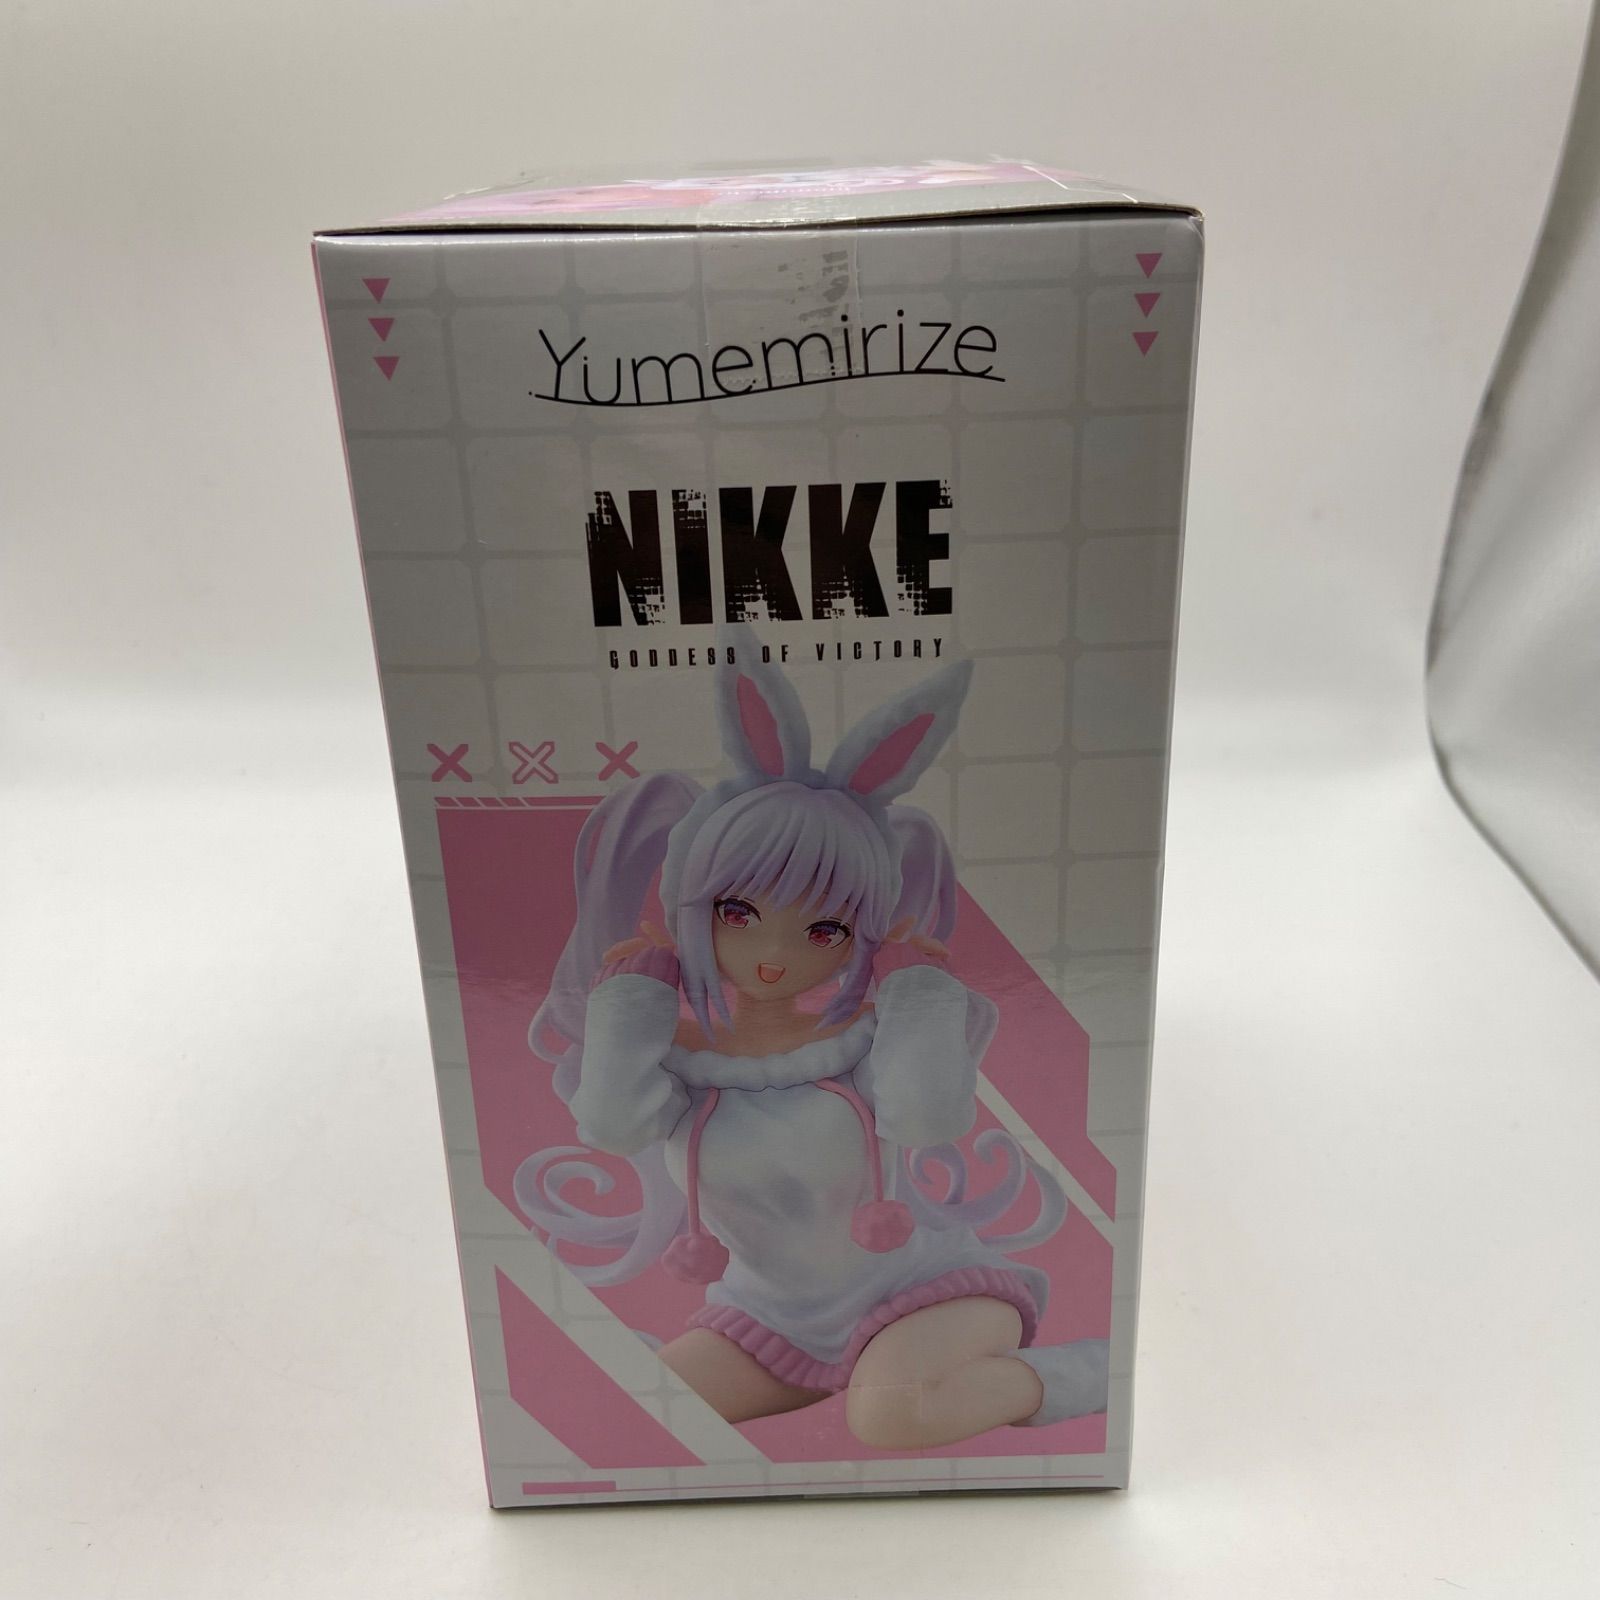 Yumemirize
NIKKE
GODDESS OF VICTORY